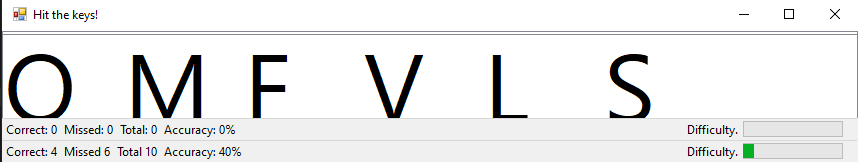 O M F V L S
Hit the keys!
Correct: 0 Missed: 0 Total: 0 Accuracy: 0% Difficulty.
Correct: 4 Missed 6 Total 10 Accuracy: 40% Difficulty.